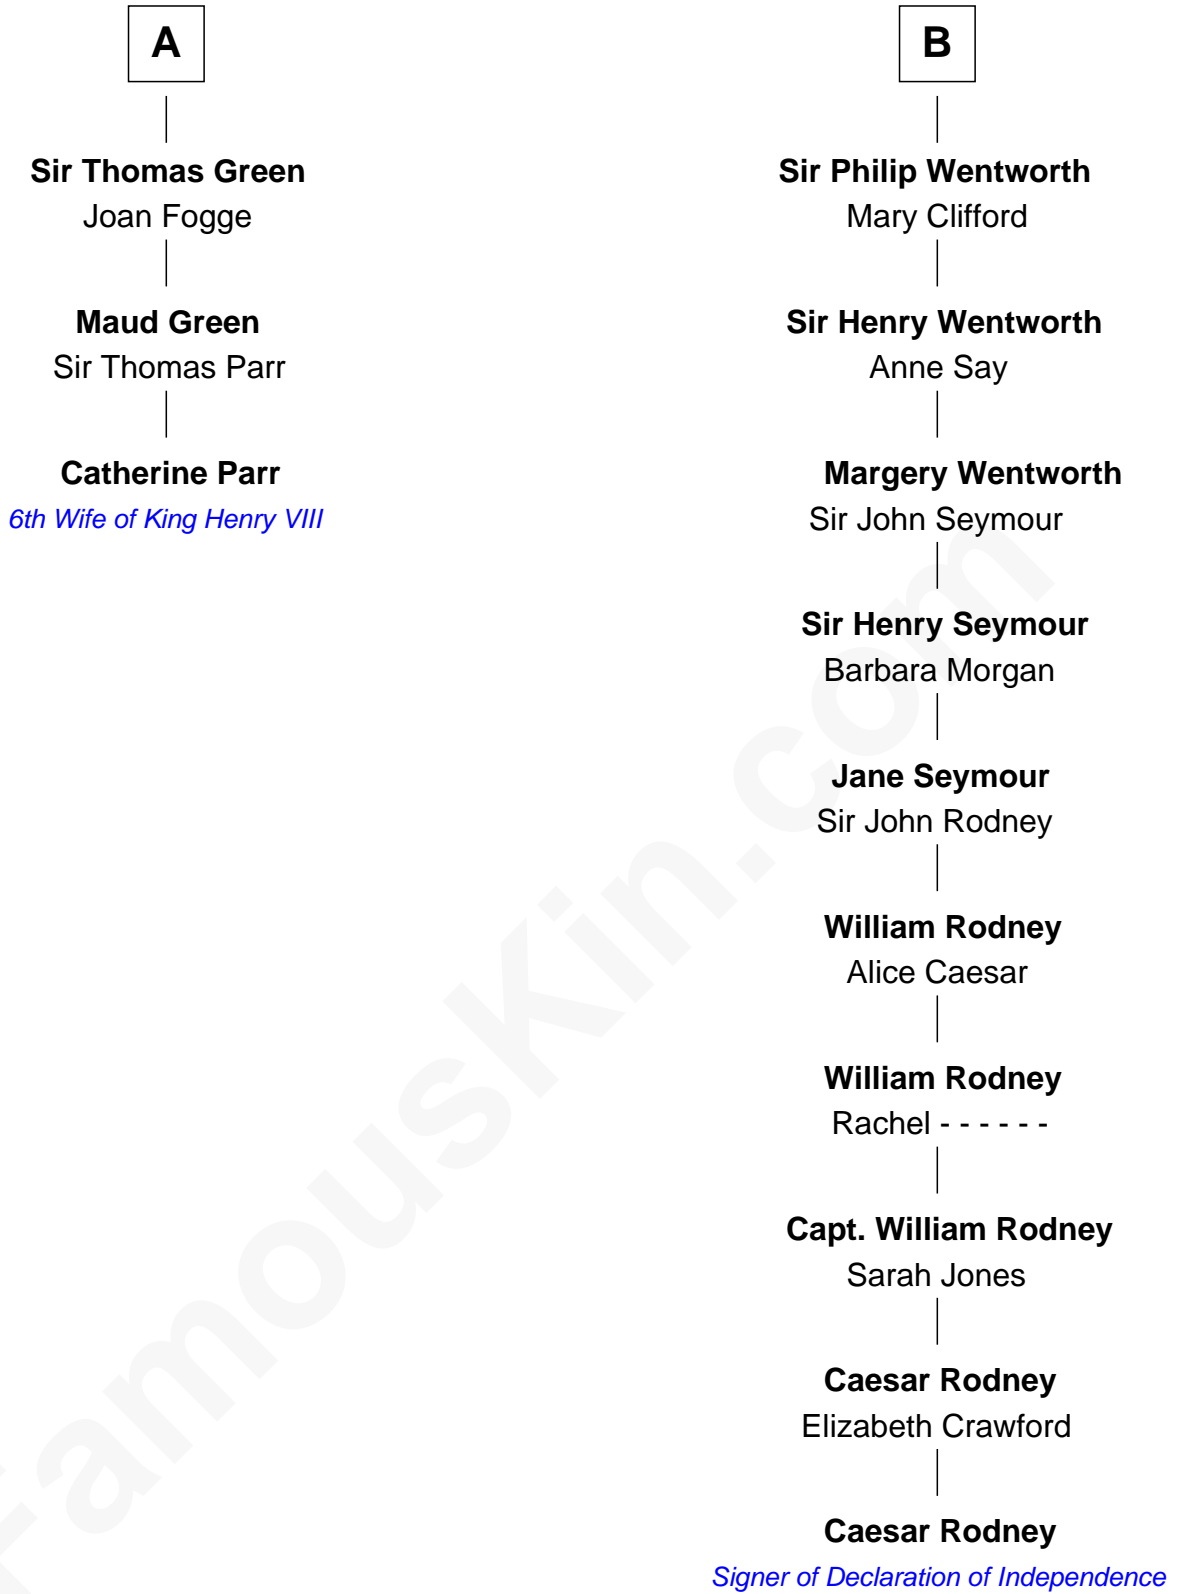 A
Sir Thomas Green
Joan Fogge
Maud Green
Sir Thomas Parr
Catherine Parr
6th Wife of King Henry VIII
B
Sir Philip Wentworth
Mary Clifford
Sir Henry Wentworth
Anne Say
Margery Wentworth
Sir John Seymour
Sir Henry Seymour
Barbara Morgan
Jane Seymour
Sir John Rodney
William Rodney
Alice Caesar
William Rodney
Rachel - - - - - -
Capt. William Rodney
Sarah Jones
Caesar Rodney
Elizabeth Crawford
Caesar Rodney
Signer of Declaration of Independence
FamousKin.com